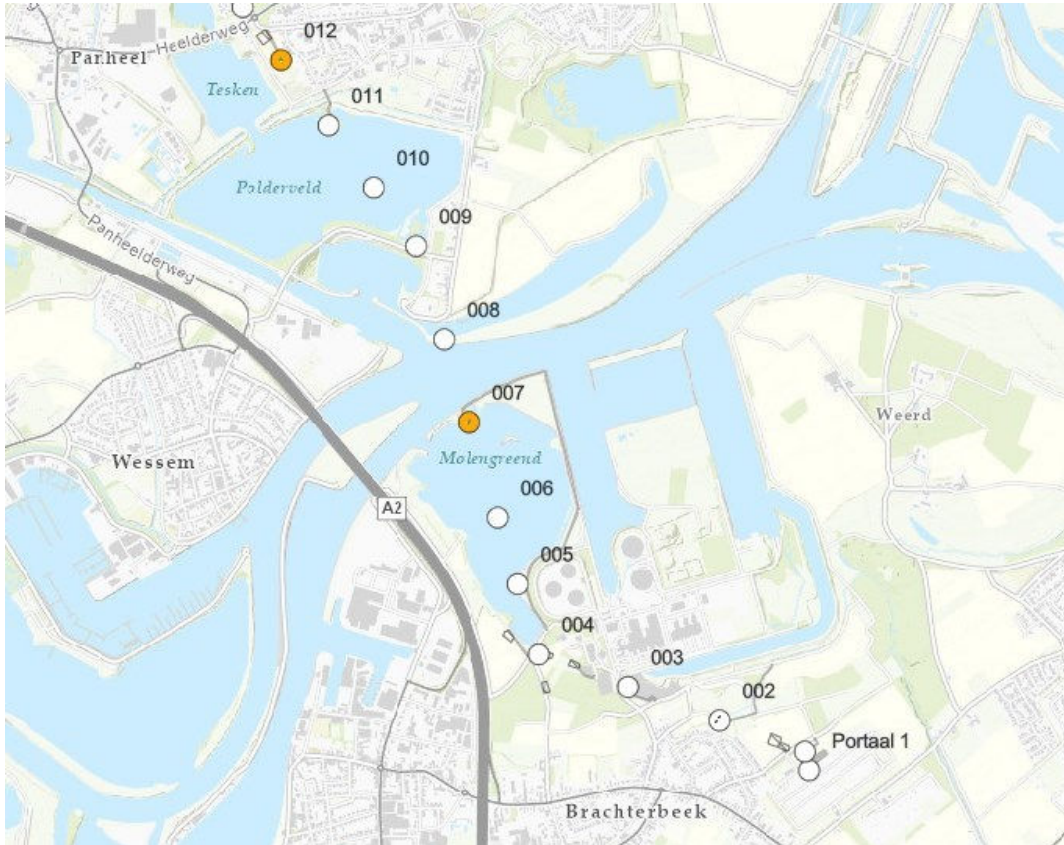 012
Heelderweg
Panheel
Tesken
011
010
Polderveld
009
Panheelderweg
008
007
Weerd
Molengreend
Wessem
006
A2
005
004
003
002
Portaal 1
Brachterbeek